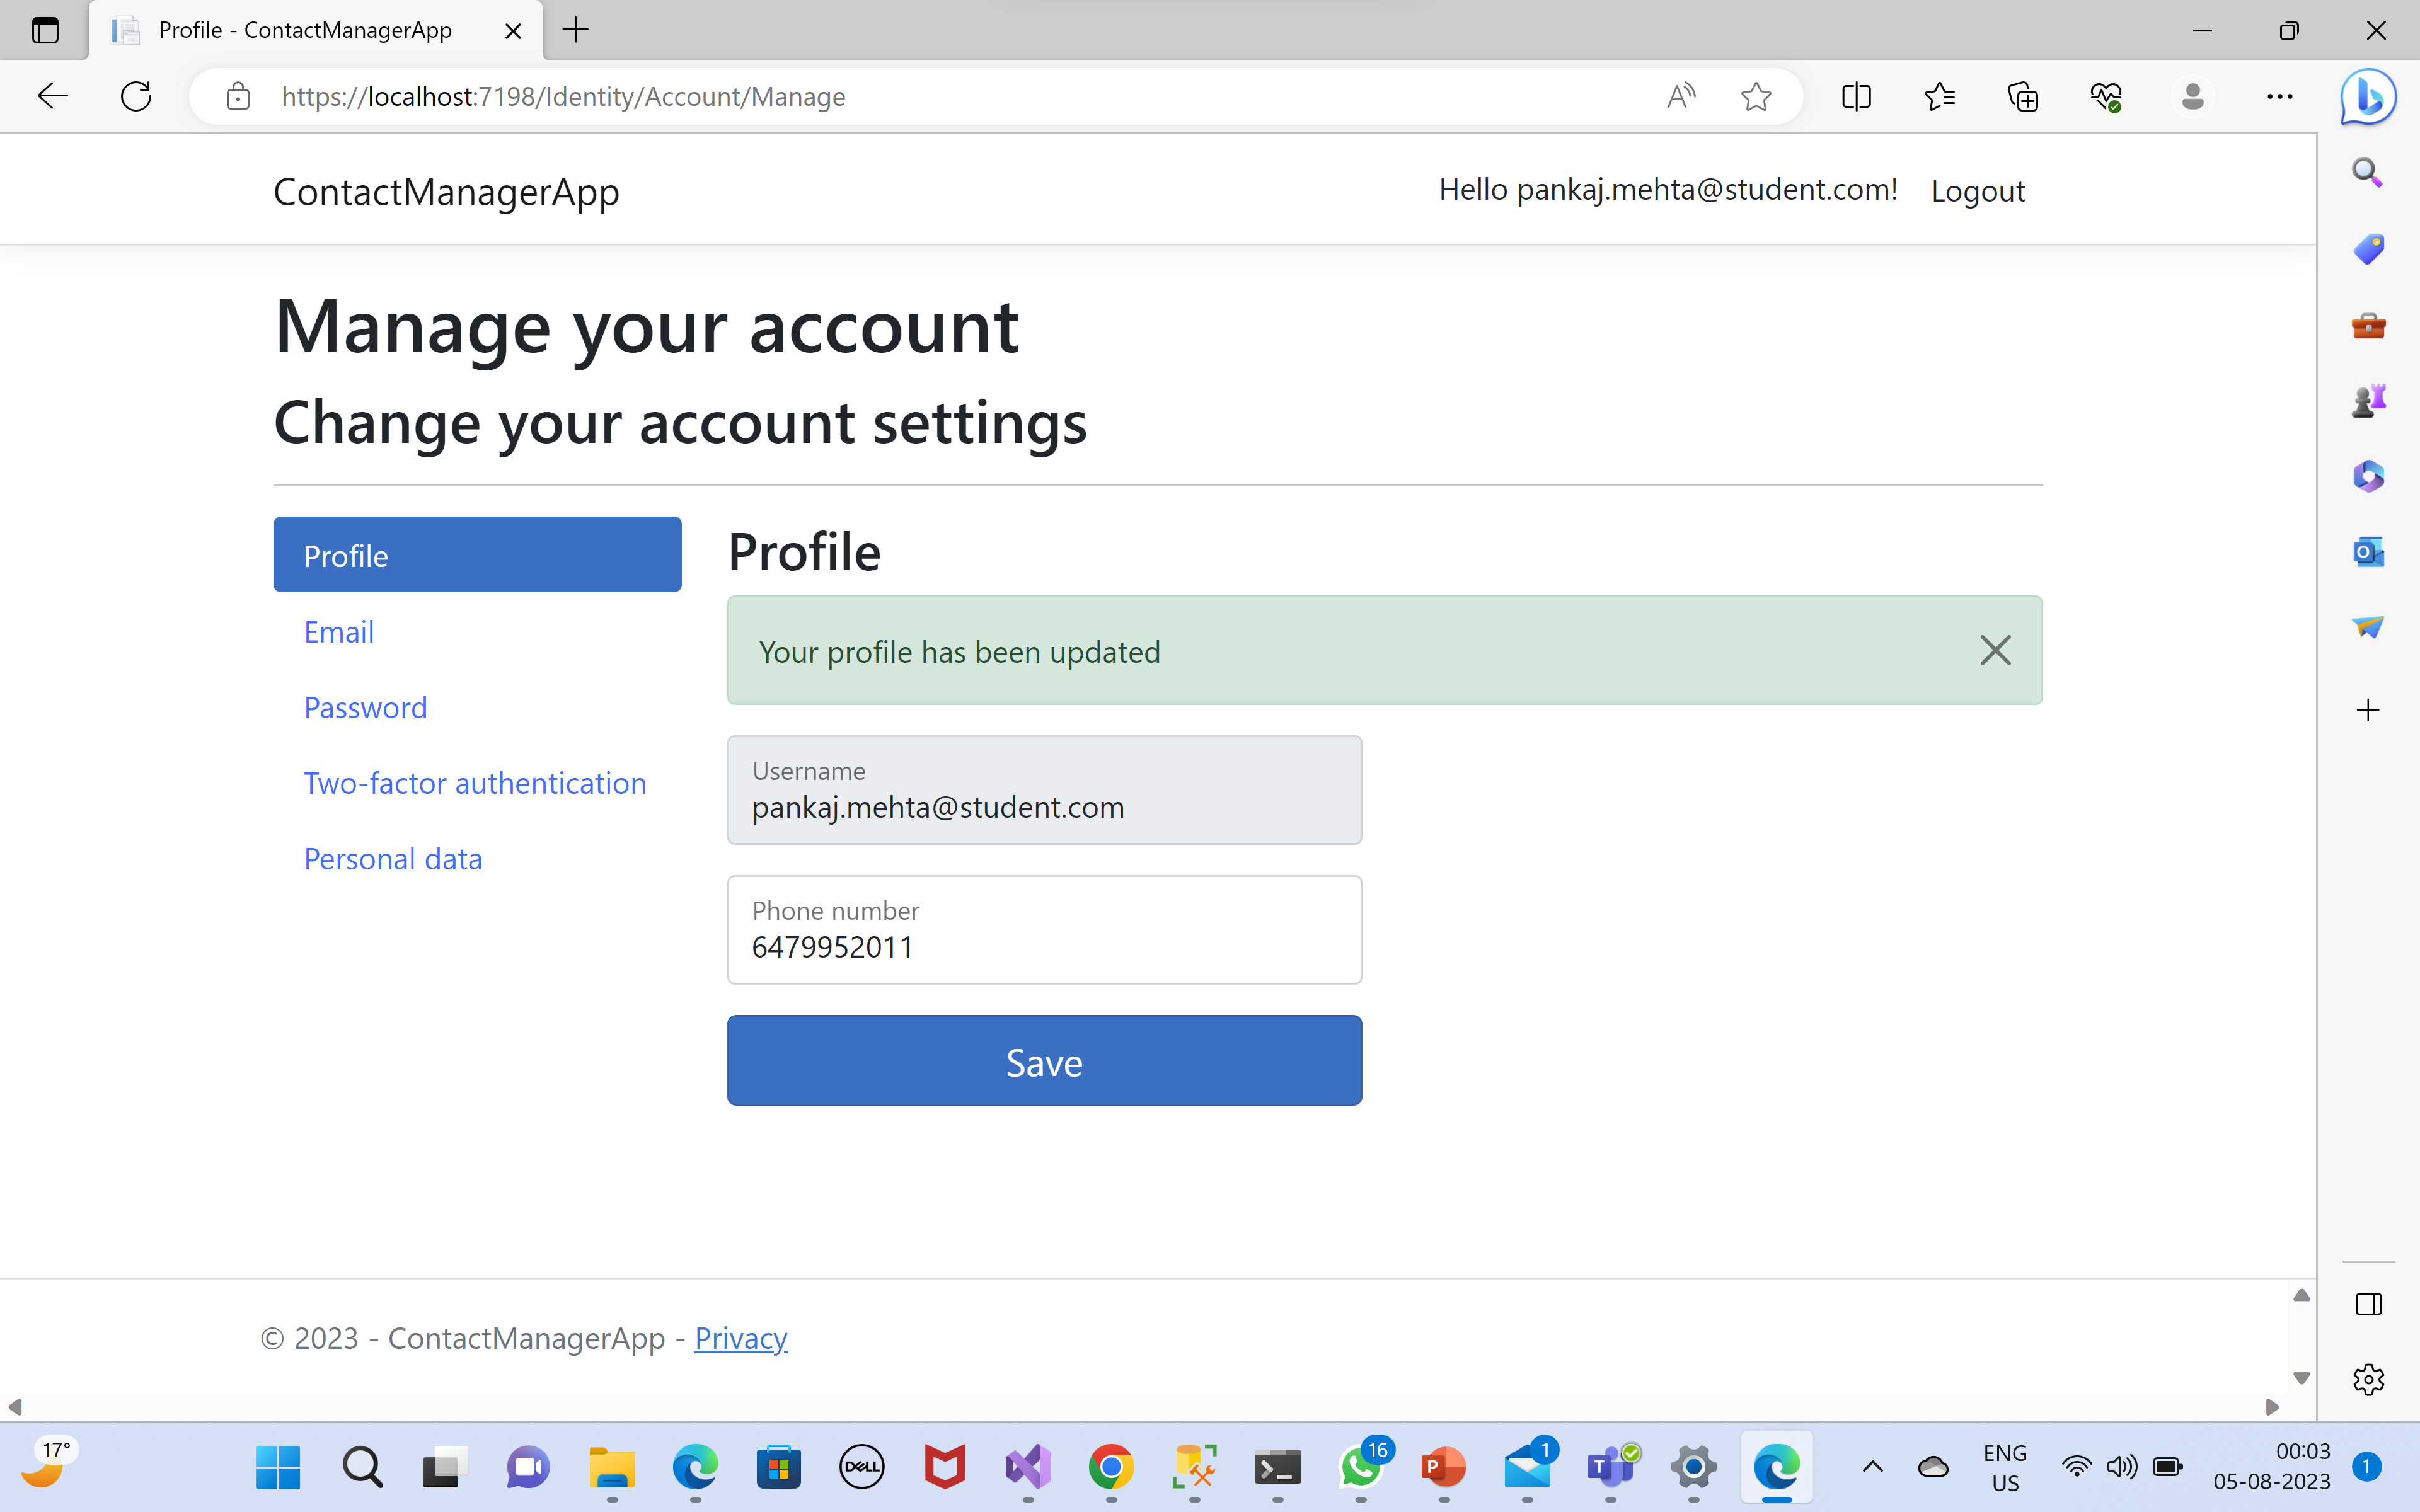 Profile - ContactManagerApp
https://localhost:7198/Identity/Account/Manage
ContactManagerApp
Hello pankaj.mehta@student.com!
Logout
Manage your account
Change your account settings
Profile
Email
Password
Two-factor authentication
Personal data
Profile
Your profile has been updated
Username
pankaj.mehta@student.com
Phone number
6479952011
Save
© 2023 - ContactManagerApp - Privacy
17°
DELL
16
P
1
T
ENG
US
00:03
05-08-2023
1